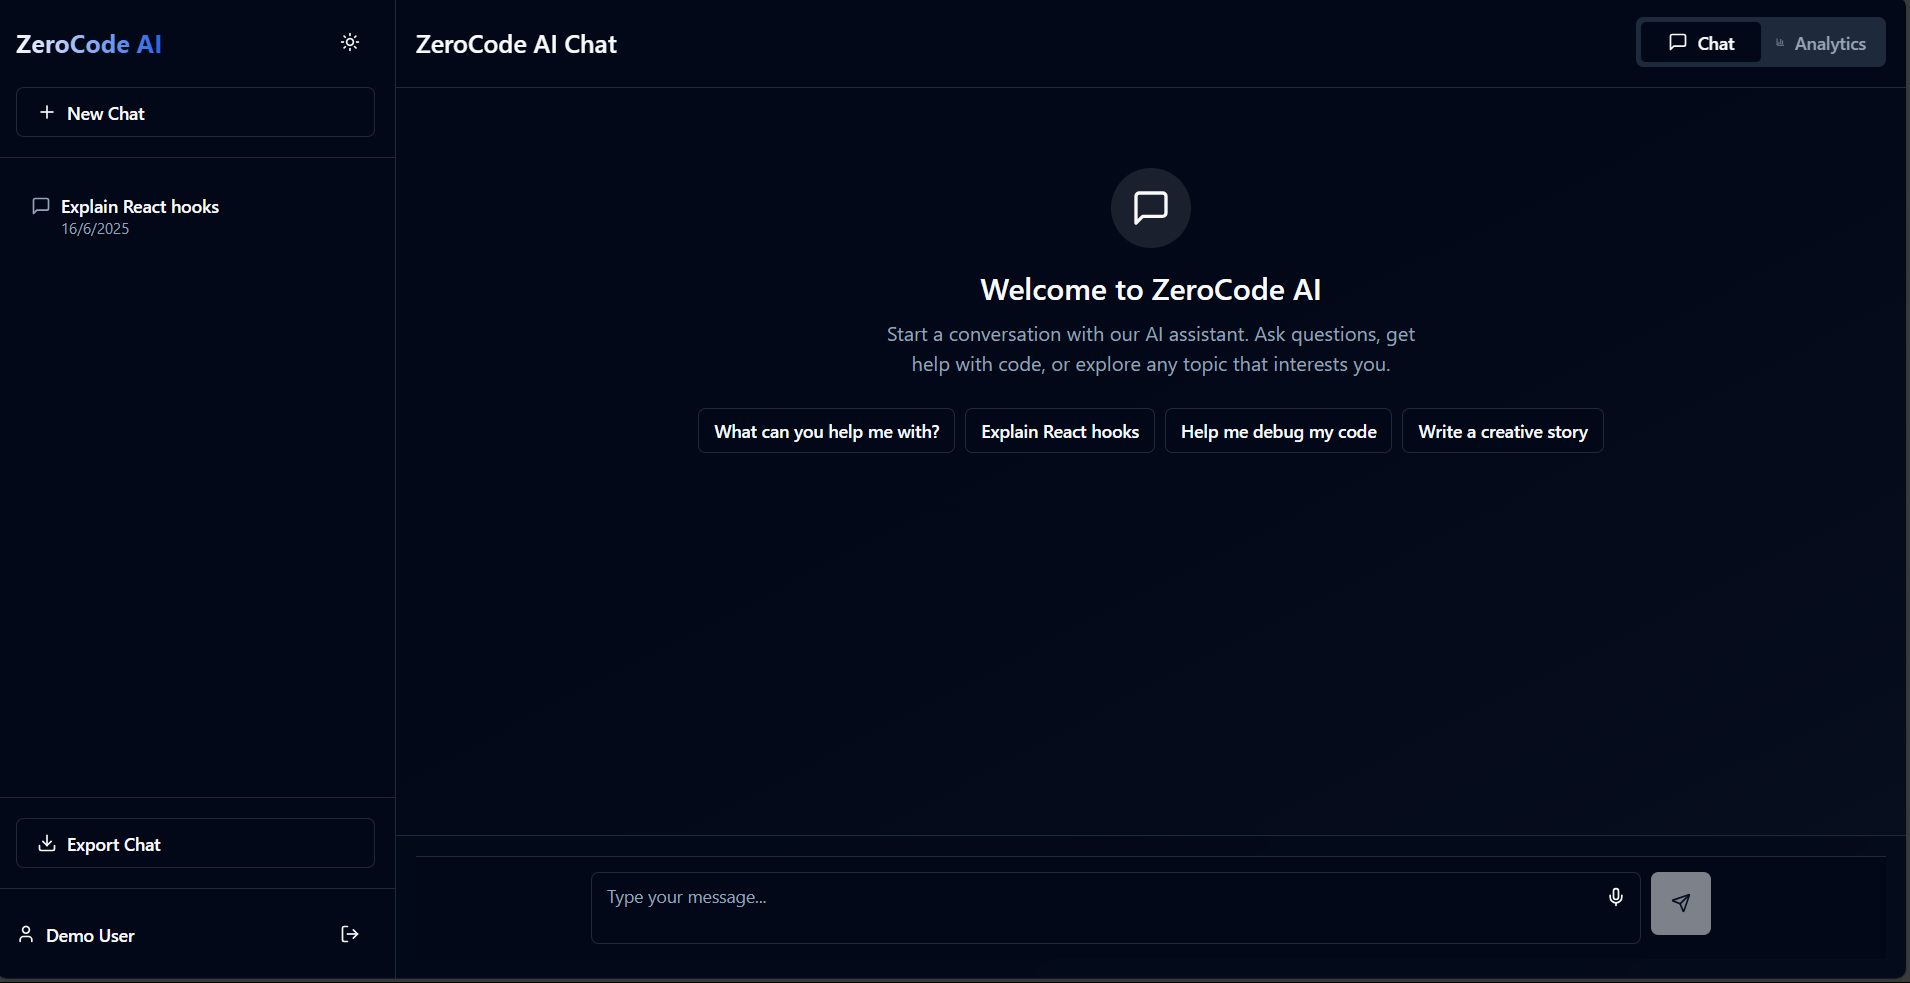 ZeroCode AI
New Chat
Explain React hooks
16/6/2025
Export Chat
Demo User
ZeroCode AI Chat
Chat
Analytics
Welcome to ZeroCode AI
Start a conversation with our AI assistant. Ask questions, get
help with code, or explore any topic that interests you.
What can you help me with?
Explain React hooks
Help me debug my code
Write a creative story
Type your message...